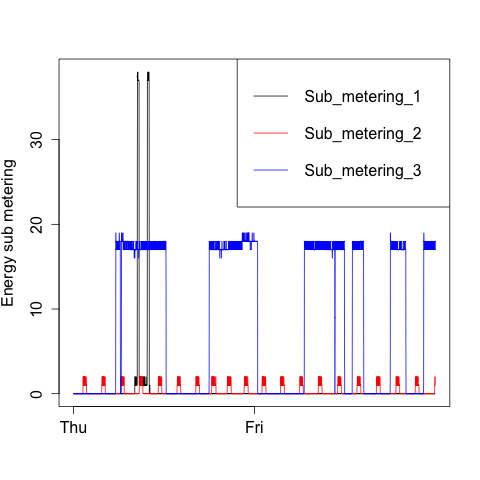 Energy sub metering
30
20
10
0
Sub_metering_1
Sub_metering_2
Sub_metering_3
Thu
Fri